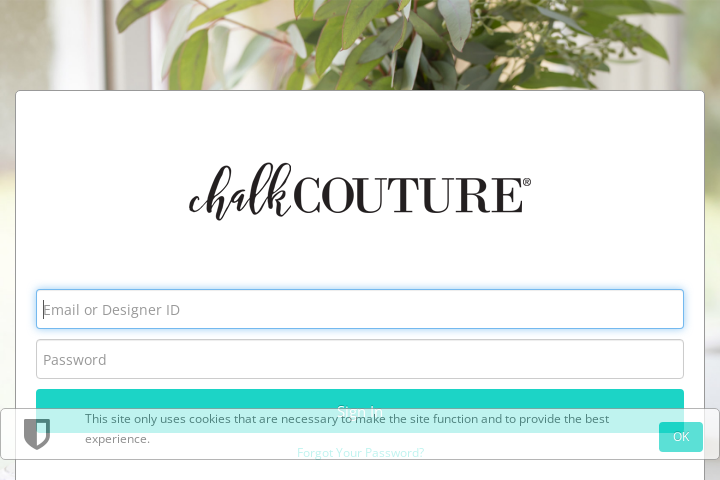 chalkCOUTURE®
Email or Designer ID
Password
Sign In
This site only uses cookies that are necessary to make the site function and to provide the best
experience.
OK
Forgot Your Password?